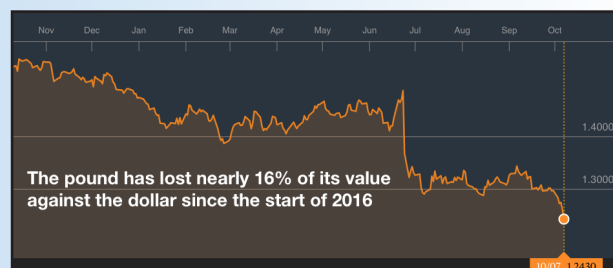 Nov Dec Jan Feb Mar Apr May Jun Jul Aug Sep Oct
1.4000
The pound has lost nearly 16% of its value
against the dollar since the start of 2016
1.3000
10/07 1.2430